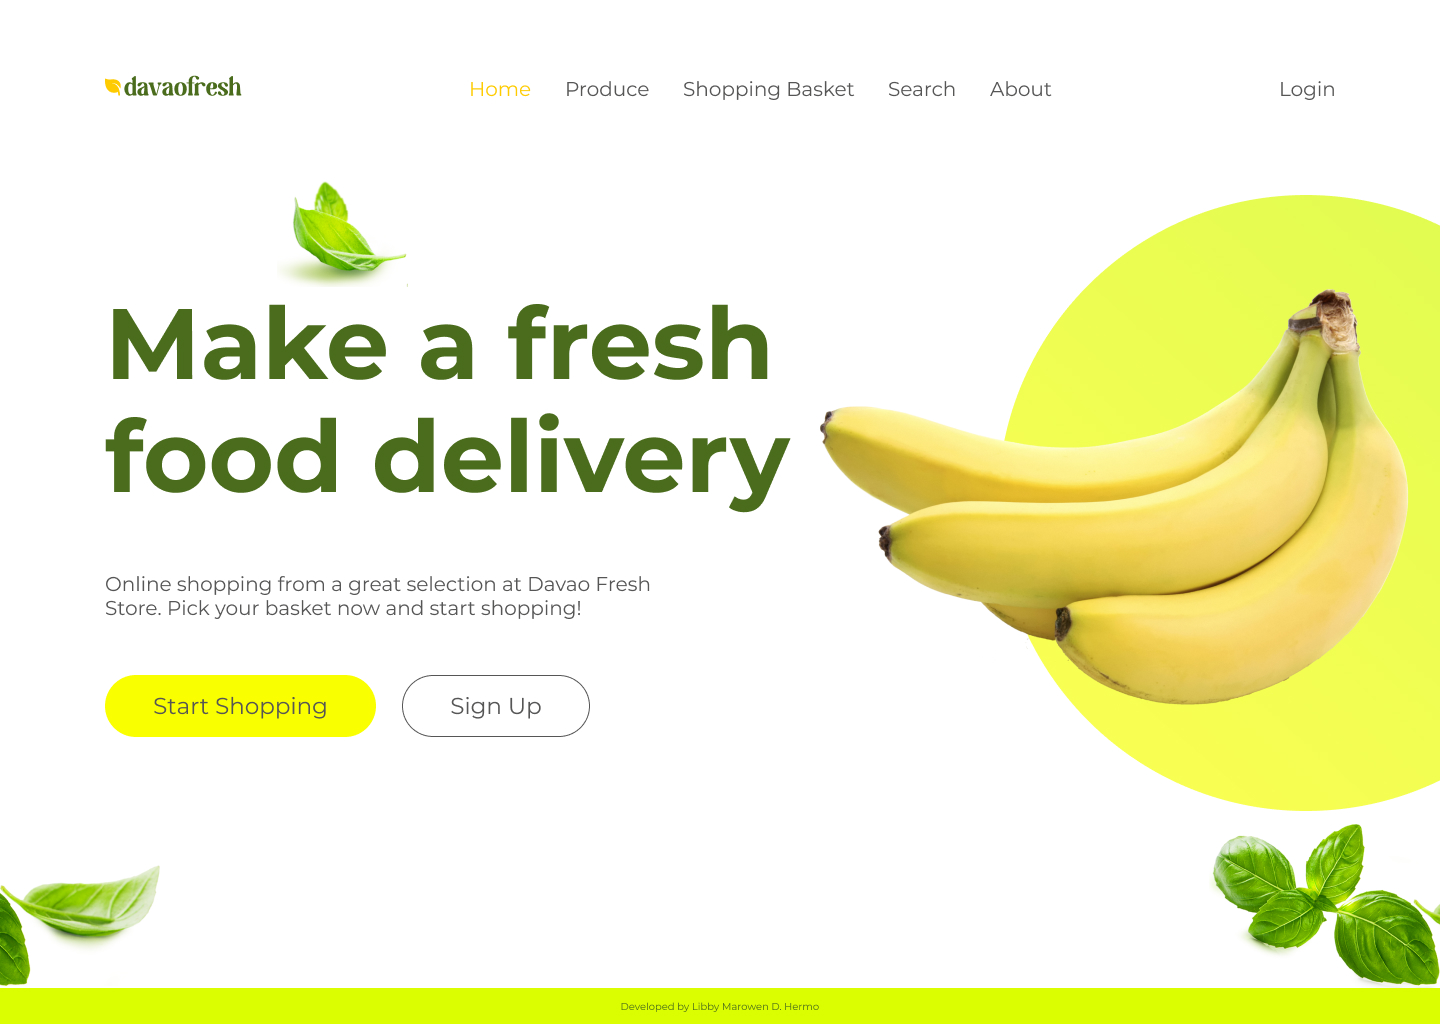 davaofresh
Home Produce Shopping Basket Search About Login
Make a fresh
food delivery
Online shopping from a great selection at Davao Fresh
Store. Pick your basket now and start shopping!
Start Shopping Sign Up
Developed by Libby Marowen D. Hermo